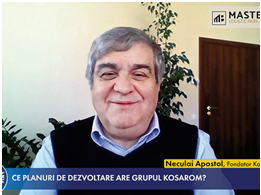 MASTE
Neculai Apostol, Fondator Ko
CE PLANURI DE DEZVOLTARE ARE GRUPUL KOSAROM?